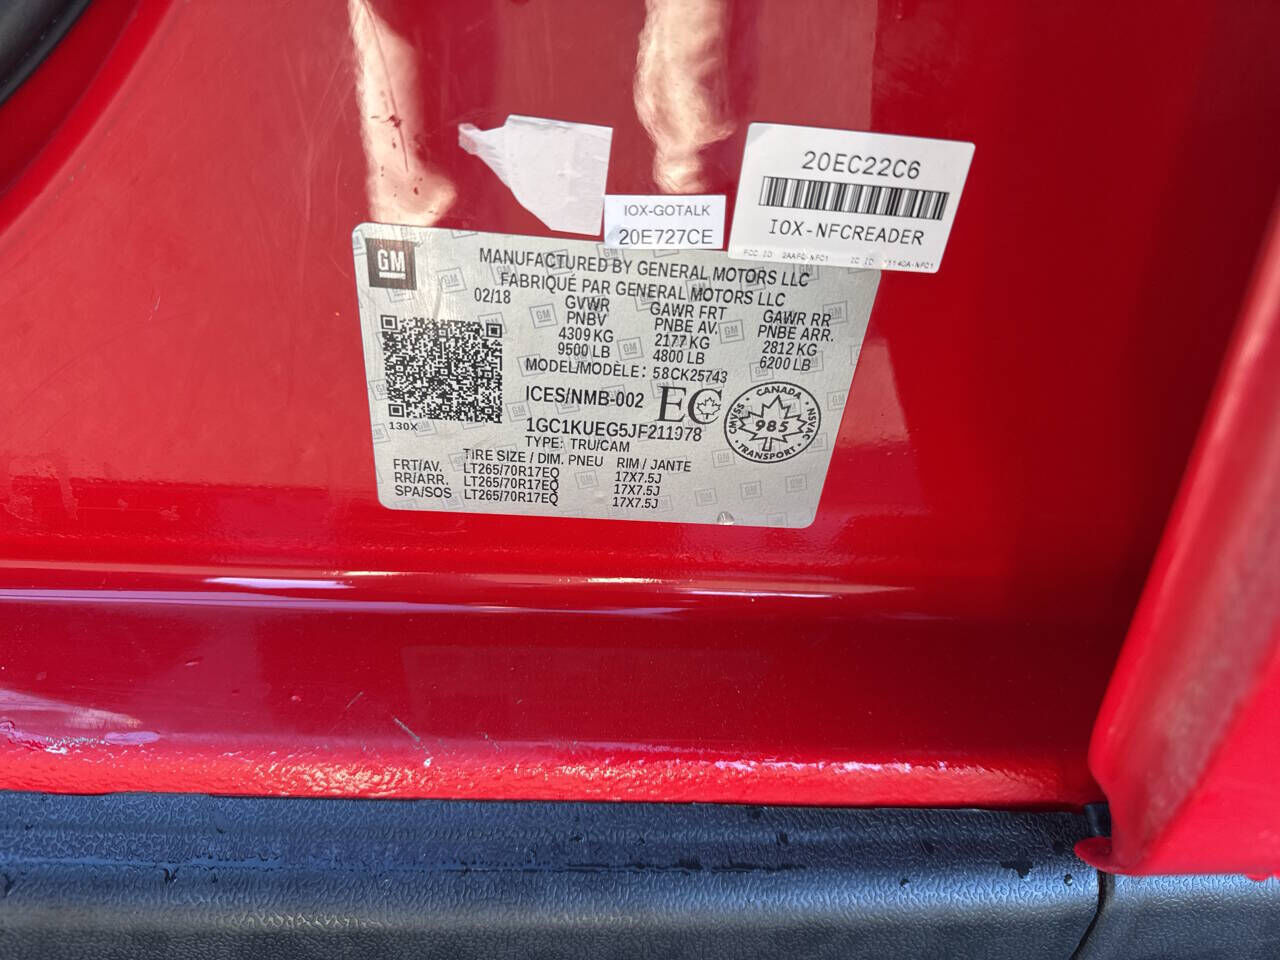 20EC22C6
IOX-NFCREADER
IOX-GOTALK
20E727CE
GM
MANUFACTURED BY GENERAL MOTORS LLC
FABRIQUÉ PAR GENERAL MOTORS LLC
02/18
GVWR GAWR FRT GAWR RR
PNBV PNBE AV. PNBE ARR.
4309 KG 2177 KG 2812 KG
9500 LB 4800 LB 6200 LB
MODEL/MODÈLE: 58CK25743
ICES/NMB-002 EC
CANADA
CMVSS 985 NSVAC
TRANSPORT
130X
1GC1KUEG5JF211978
TYPE: TRU/CAM
TIRE SIZE / DIM. PNEU RIM / JANTE
FRT/AV. LT265/70R17EQ 17X7.5J
RR/ARR. LT265/70R17EQ 17X7.5J
SPA/SOS LT265/70R17EQ 17X7.5J